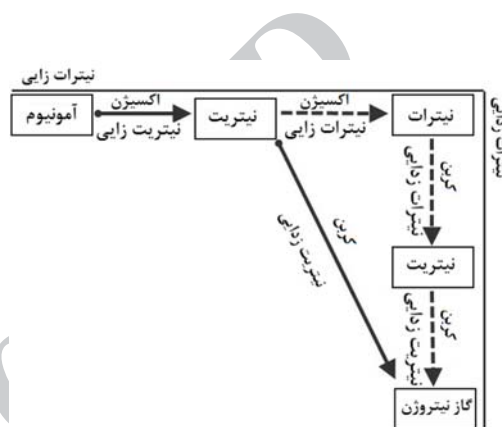 نیترات زایی
آمونیوم
اکسیژن
نیتریت زایی
نیتریت
اکسیژن
نیترات زایی
نیترات
نیترات زدایی
کربن
نیترات زدایی
نیتریت
کربن
نیتریت زدایی
کربن
نیتریت زدایی
گاز نیتروژن